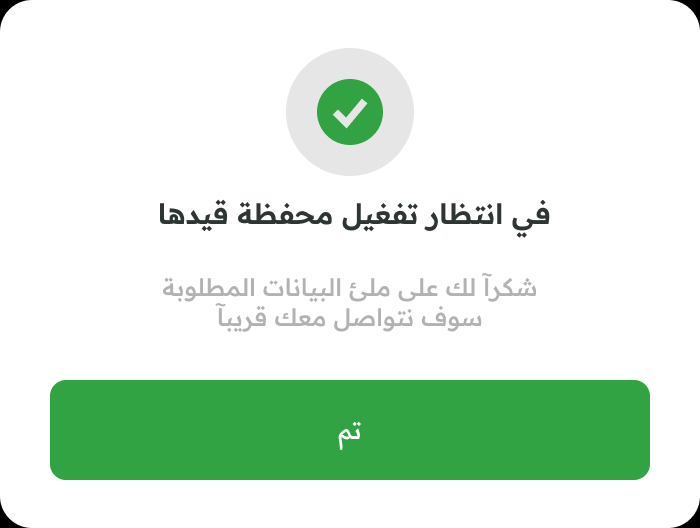 في انتظار تفغيل محفظة قيدها
شكرآ لك على ملئ البيانات المطلوبة
سوف نتواصل معك قريبآ
تم